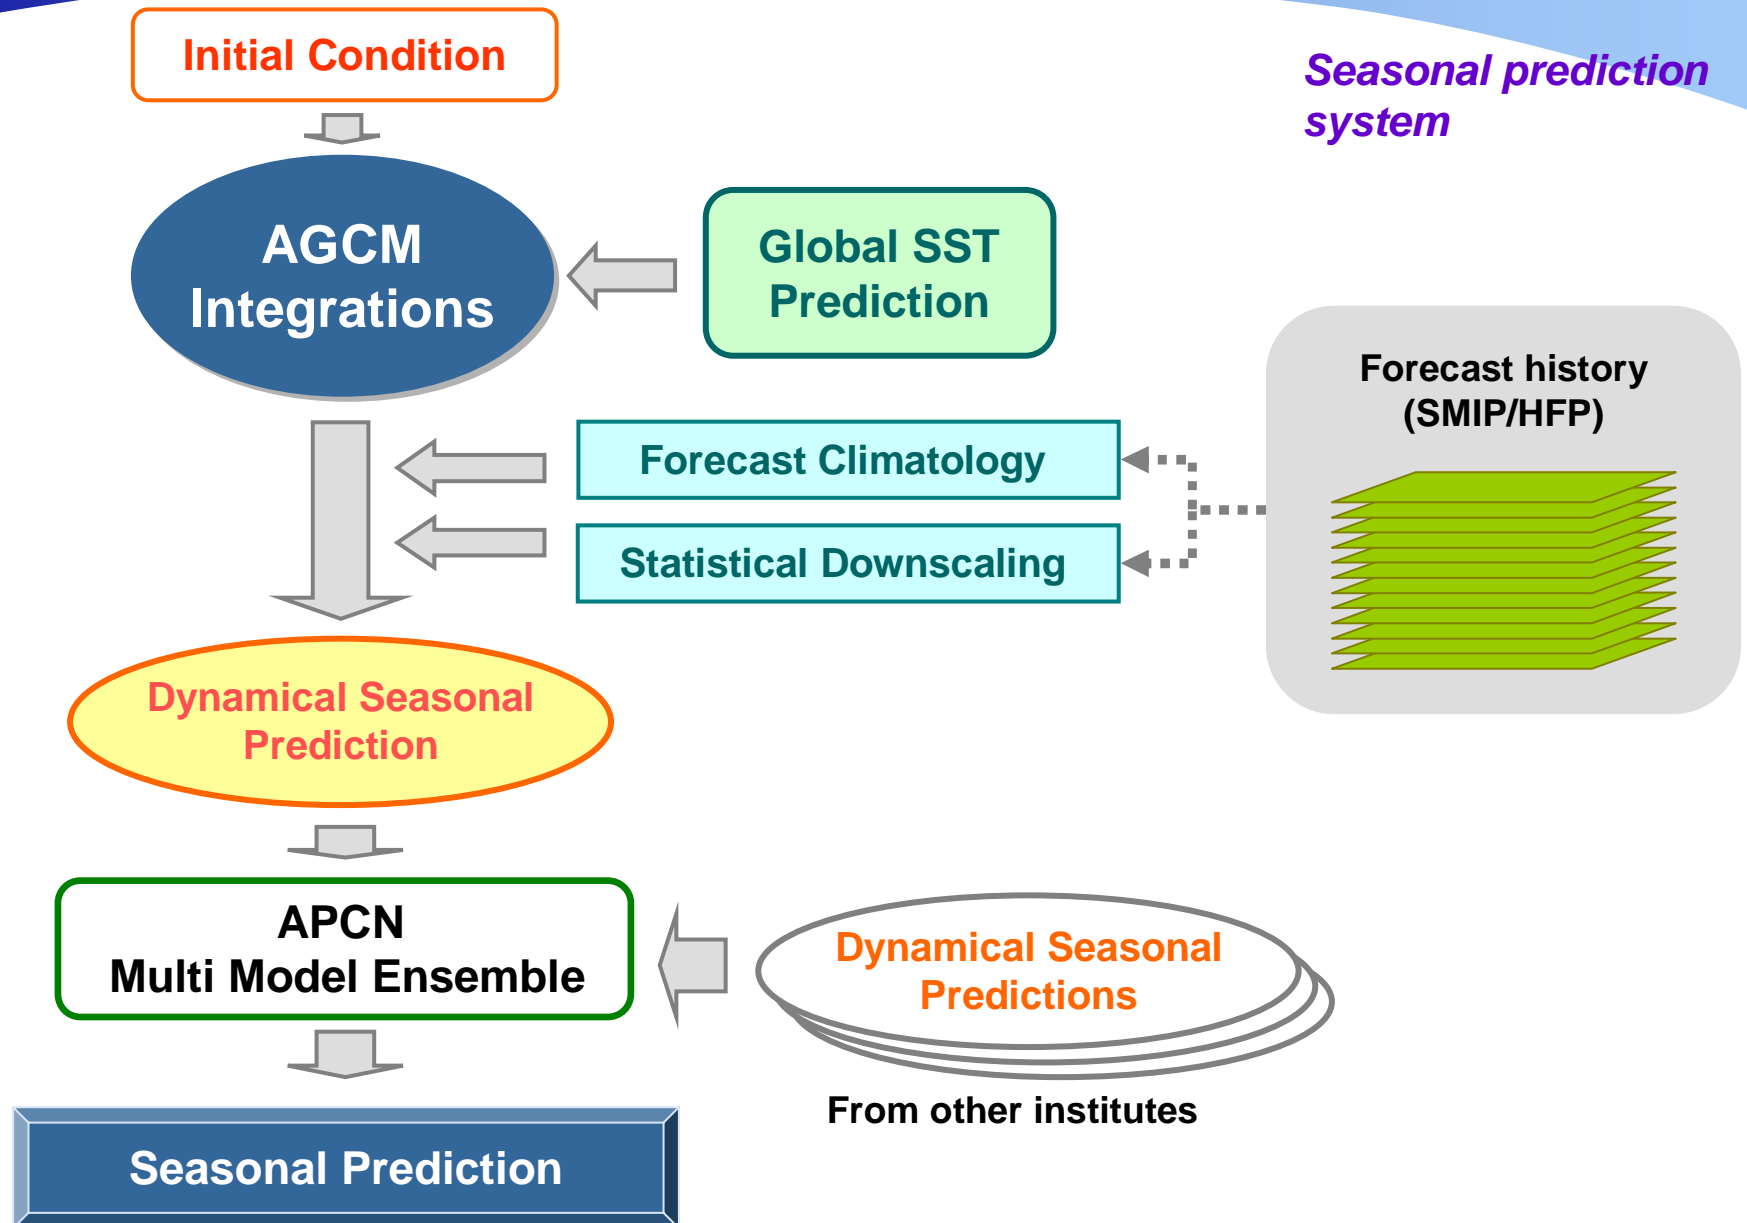 Initial Condition
Seasonal prediction
system
AGCM
Integrations
Global SST
Prediction
Forecast history
(SMIP/HFP)
Forecast Climatology
Statistical Downscaling
Dynamical Seasonal
Prediction
APCN
Multi Model Ensemble
Dynamical Seasonal
Predictions
From other institutes
Seasonal Prediction